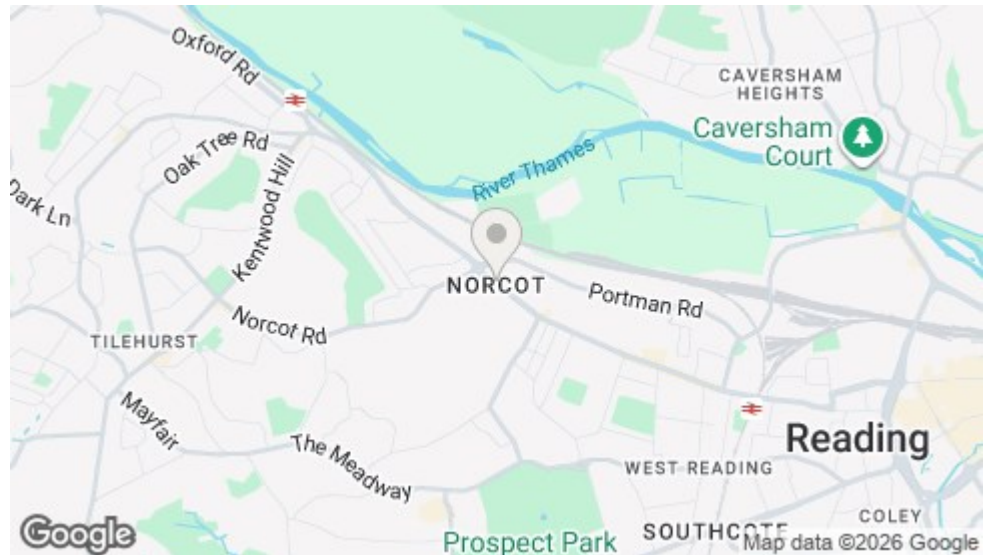 Oxford Rd
CAVERSHAM
HEIGHTS
Caversham
Court
Oak Tree Rd
River Thames
Dark Ln
Kentwood Hill
NORCOT
Portman Rd
Norcot Rd
TILEHURST
Mayfair
The Meadway
Reading
WEST READING
COLEY
SOUTHCOTE
Prospect Park
Google
Map data ©2026 Google